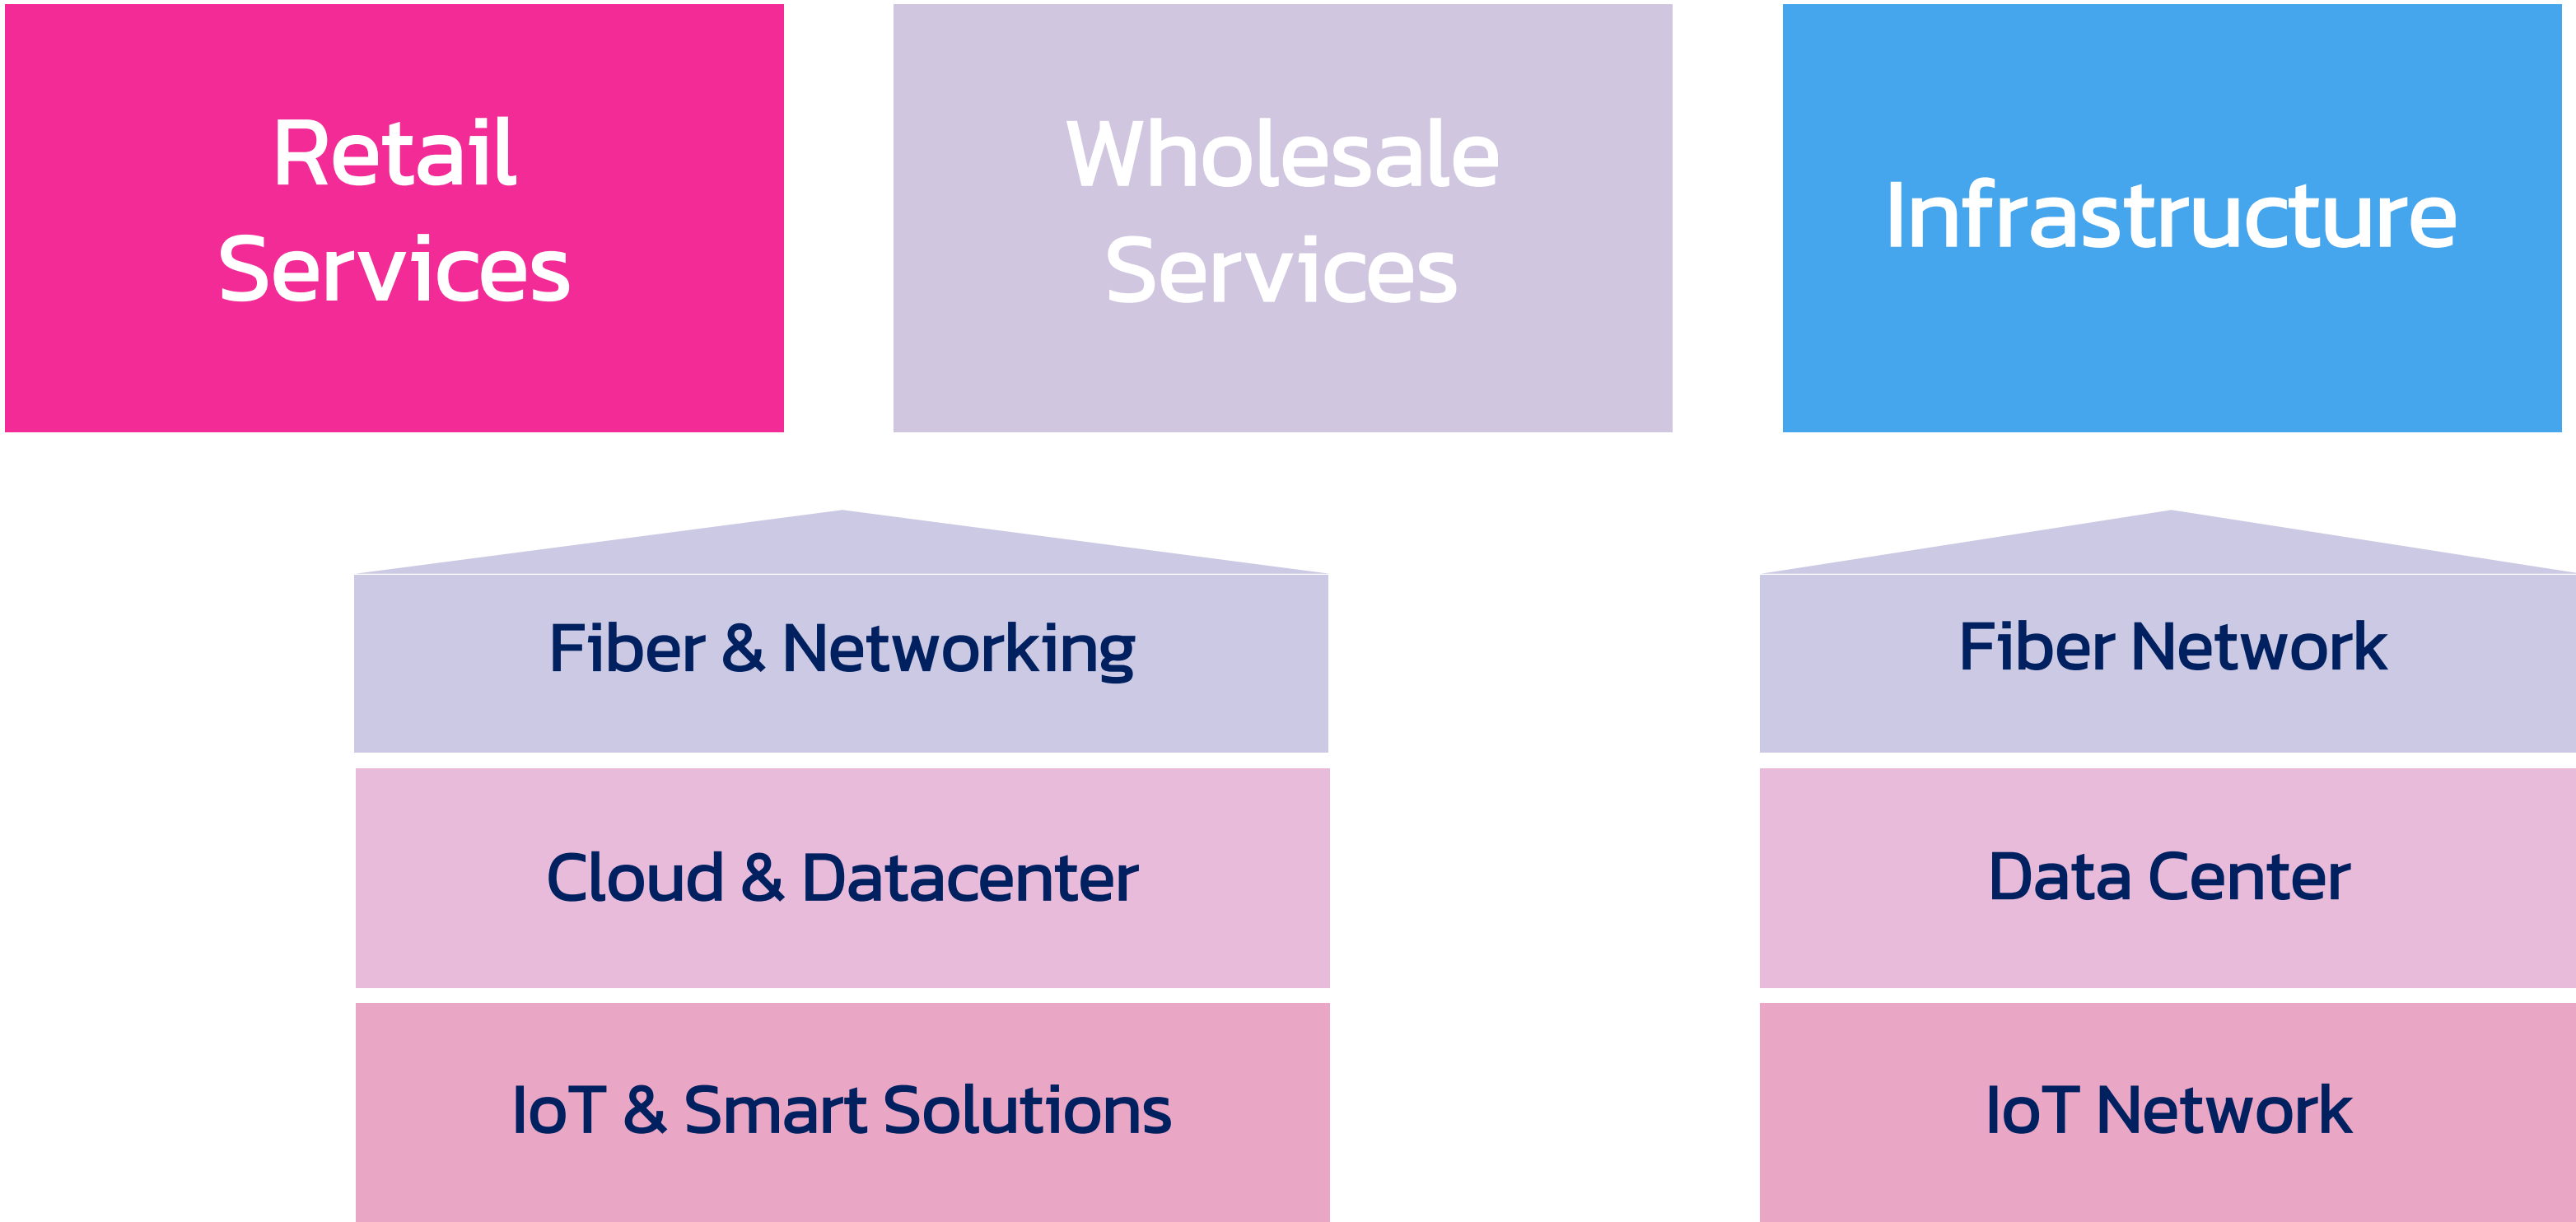 Retail
Services
Wholesale
Services
Infrastructure
Fiber & Networking
Cloud & Datacenter
IoT & Smart Solutions
Fiber Network
Data Center
IoT Network